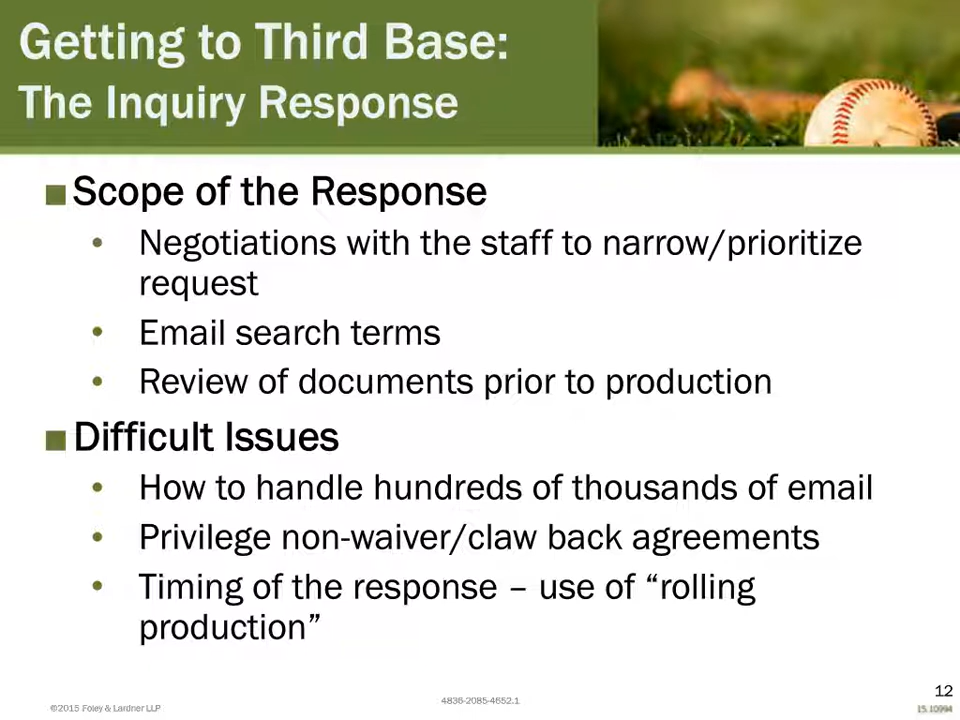 Getting to Third Base:
The Inquiry Response
Scope of the Response
Negotiations with the staff to narrow/prioritize
request
Email search terms
Review of documents prior to production
Difficult Issues
How to handle hundreds of thousands of email
Privilege non-waiver/claw back agreements
Timing of the response – use of “rolling
production”
©2015 Foley & Lardner LLP
4836-2085-4652.1
12
15.10994